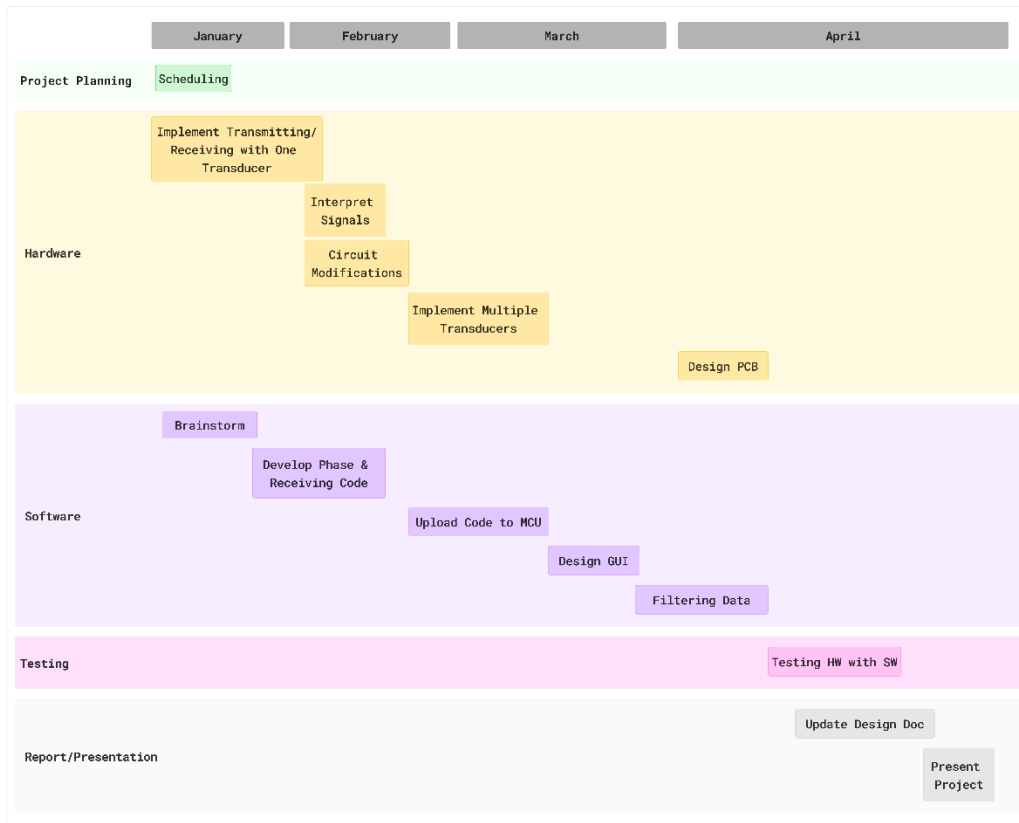 January
February
March
April
Project Planning
Scheduling
Hardware
Implement Transmitting/
Receiving with One
Transducer
Interpret
Signals
Circuit
Modifications
Implement Multiple
Transducers
Design PCB
Software
Brainstorm
Develop Phase &
Receiving Code
Upload Code to MCU
Design GUI
Filtering Data
Testing
Testing HW with SW
Report/Presentation
Update Design Doc
Present
Project